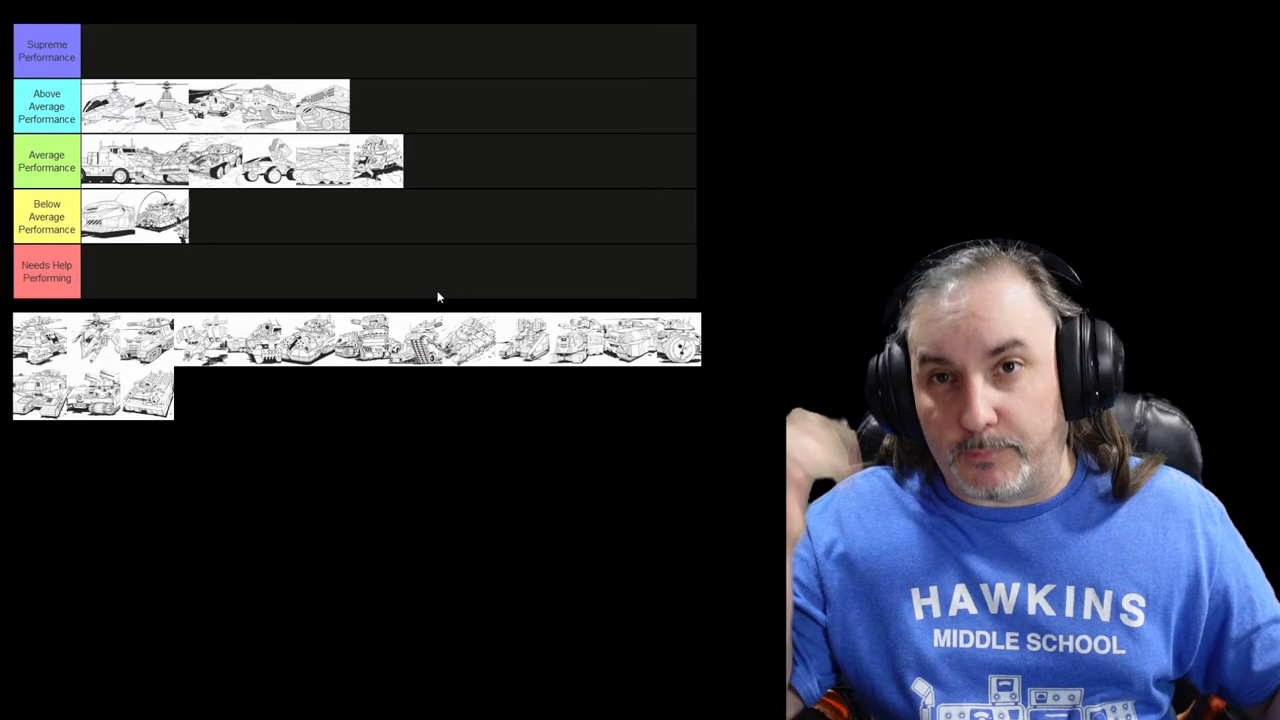 Supreme
Performance
Above
Average
Performance
Average
Performance
Below
Average
Performance
Needs Help
Performing
HAWKINS
MIDDLE SCHOOL